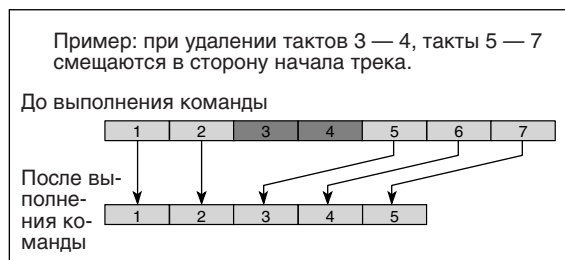 Пример: при удалении тактов 3 — 4, такты 5 — 7
смещаются в сторону начала трека.
До выполнения команды
1 2 3 4 5 6 7
После вы-
полне-
ния ко-
манды
1 2 3 4 5